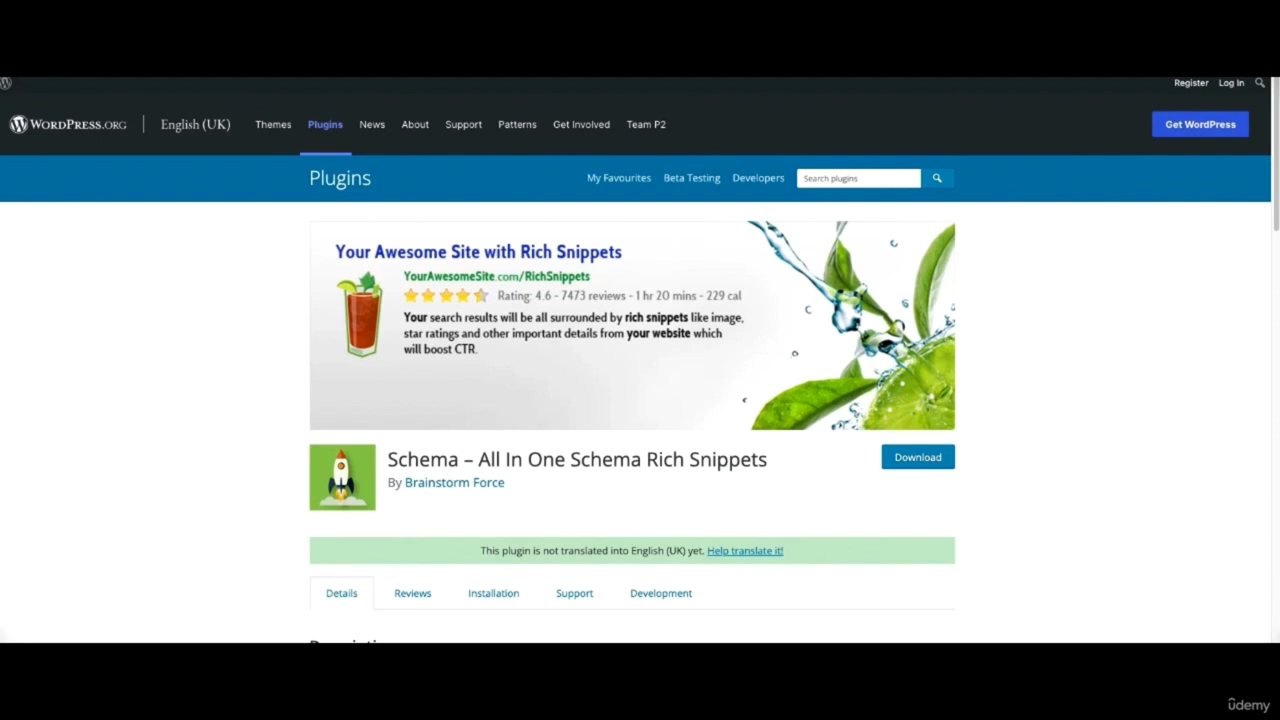 Register Log In
WORDPRESS.ORG English (UK) Themes Plugins News About Support Patterns Get Involved Team P2 Get WordPress
Plugins My Favourites Beta Testing Developers Search plugins
Your Awesome Site with Rich Snippets
YourAwesomeSite.com/RichSnippets
Rating: 4.6 - 7473 reviews - 1 hr 20 mins - 229 cal
Your search results will be all surrounded by rich snippets like image,
star ratings and other important details from your website which
will boost CTR.
Schema – All In One Schema Rich Snippets
Download
By Brainstorm Force
This plugin is not translated into English (UK) yet. Help translate it!
Details Reviews Installation Support Development
ûdemy